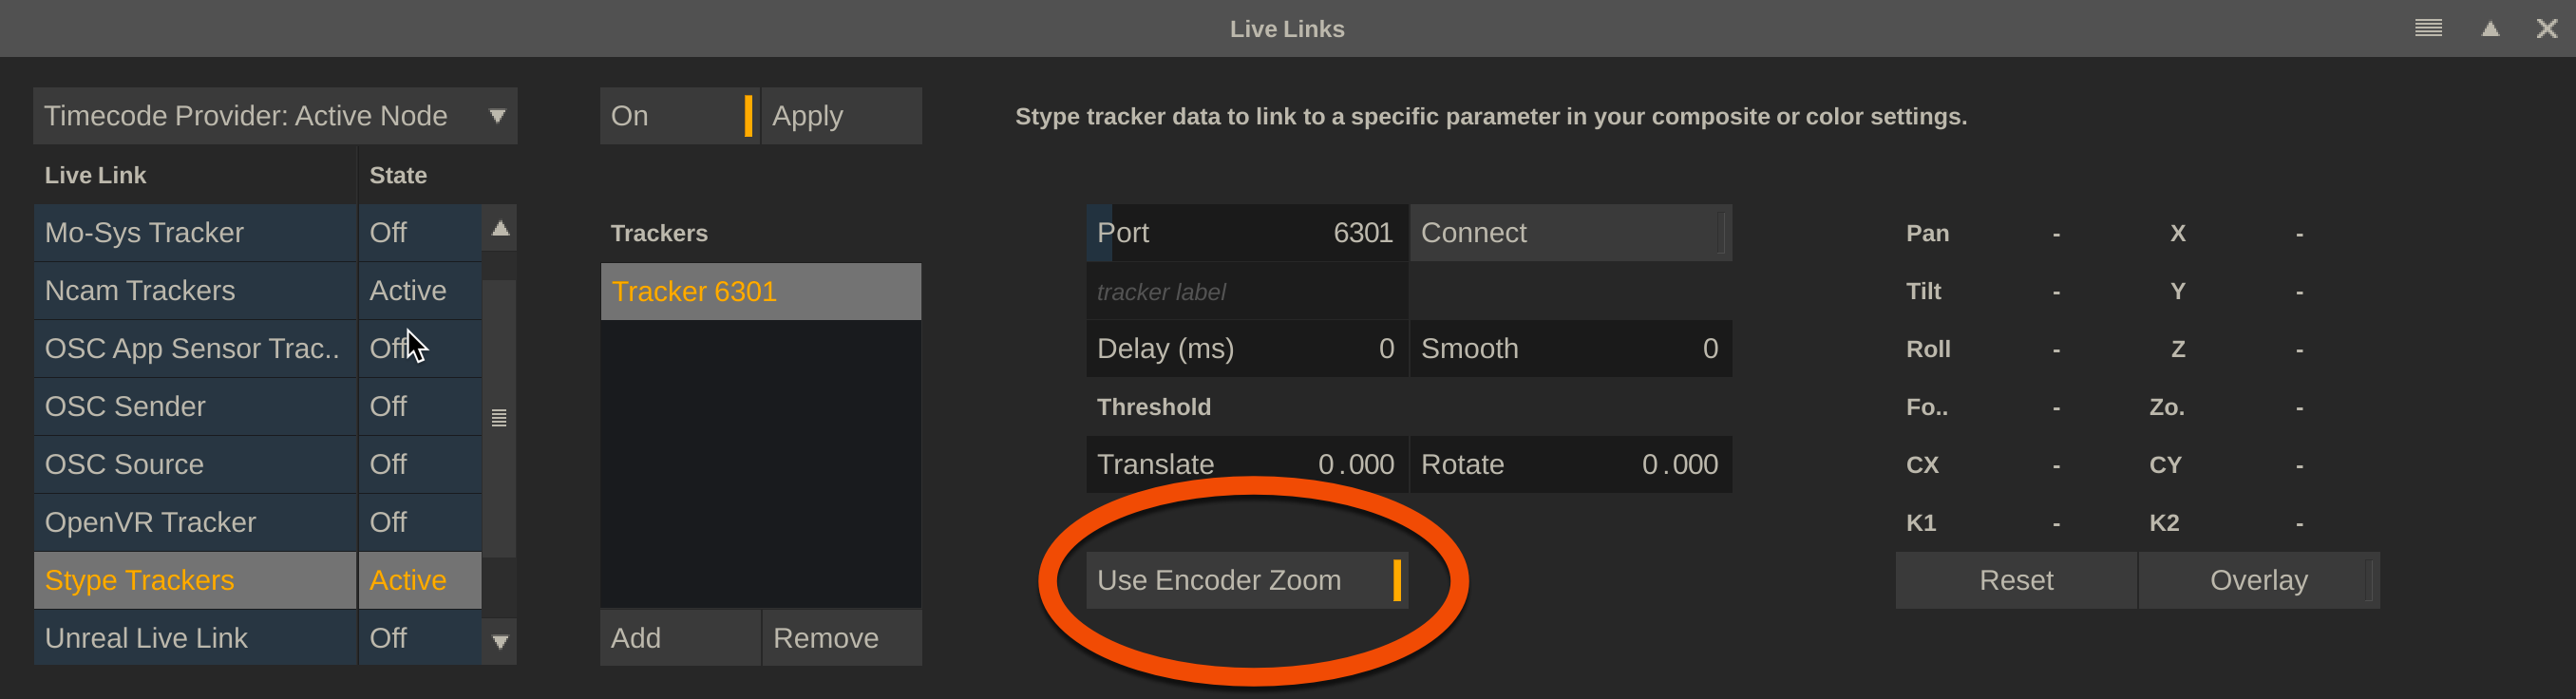 Live Links
Timecode Provider: Active Node
On
Apply
Stype tracker data to link to a specific parameter in your composite or color settings.
Live Link State
Mo-Sys Tracker Off
Ncam Trackers Active
OSC App Sensor Trac.. Off
OSC Sender Off
OSC Source Off
OpenVR Tracker Off
Stype Trackers Active
Unreal Live Link Off
Trackers
Tracker 6301
Add Remove
Port 6301 Connect
tracker label
Delay (ms) 0 Smooth 0
Threshold
Translate 0.000 Rotate 0.000
Use Encoder Zoom
Pan - X -
Tilt - Y -
Roll - Z -
Fo.. - Zo. -
CX - CY -
K1 - K2 -
Reset Overlay